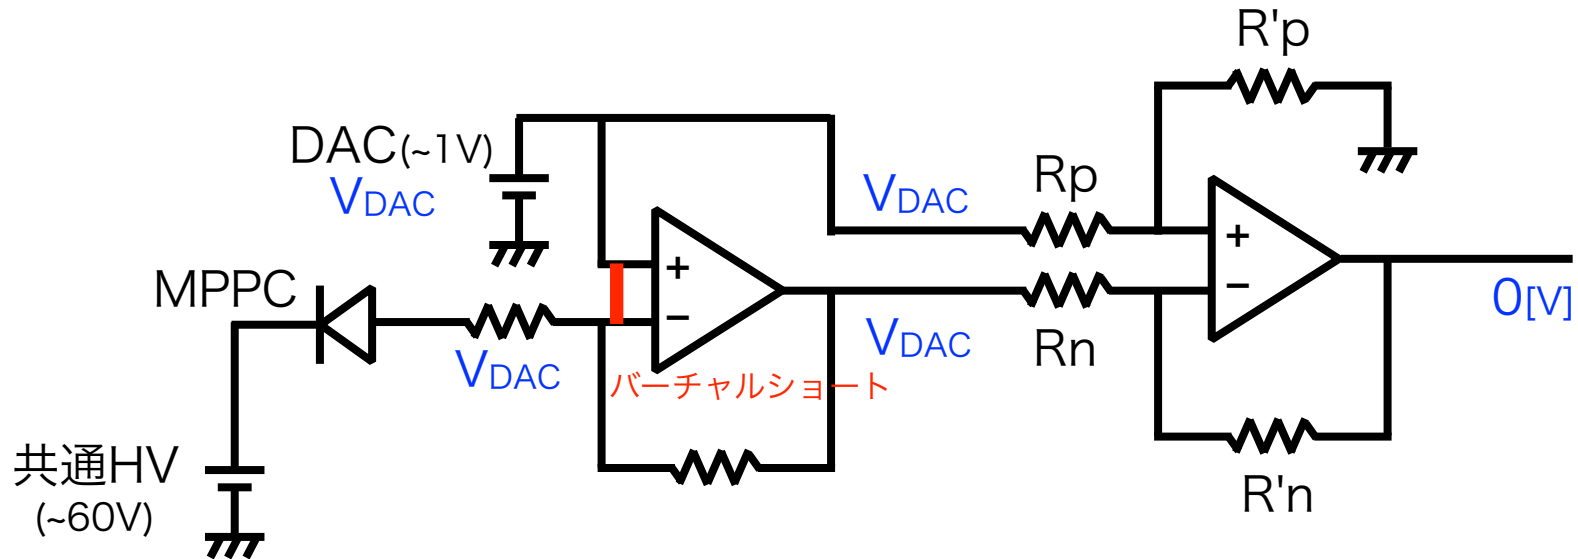 R'p
DAC(~1V)
VDAC
VDAC
Rp
+
−
MPPC
+
−
VDAC
VDAC
Rn
0[V]
バーチャルショート
共通HV
(~60V)
R'n